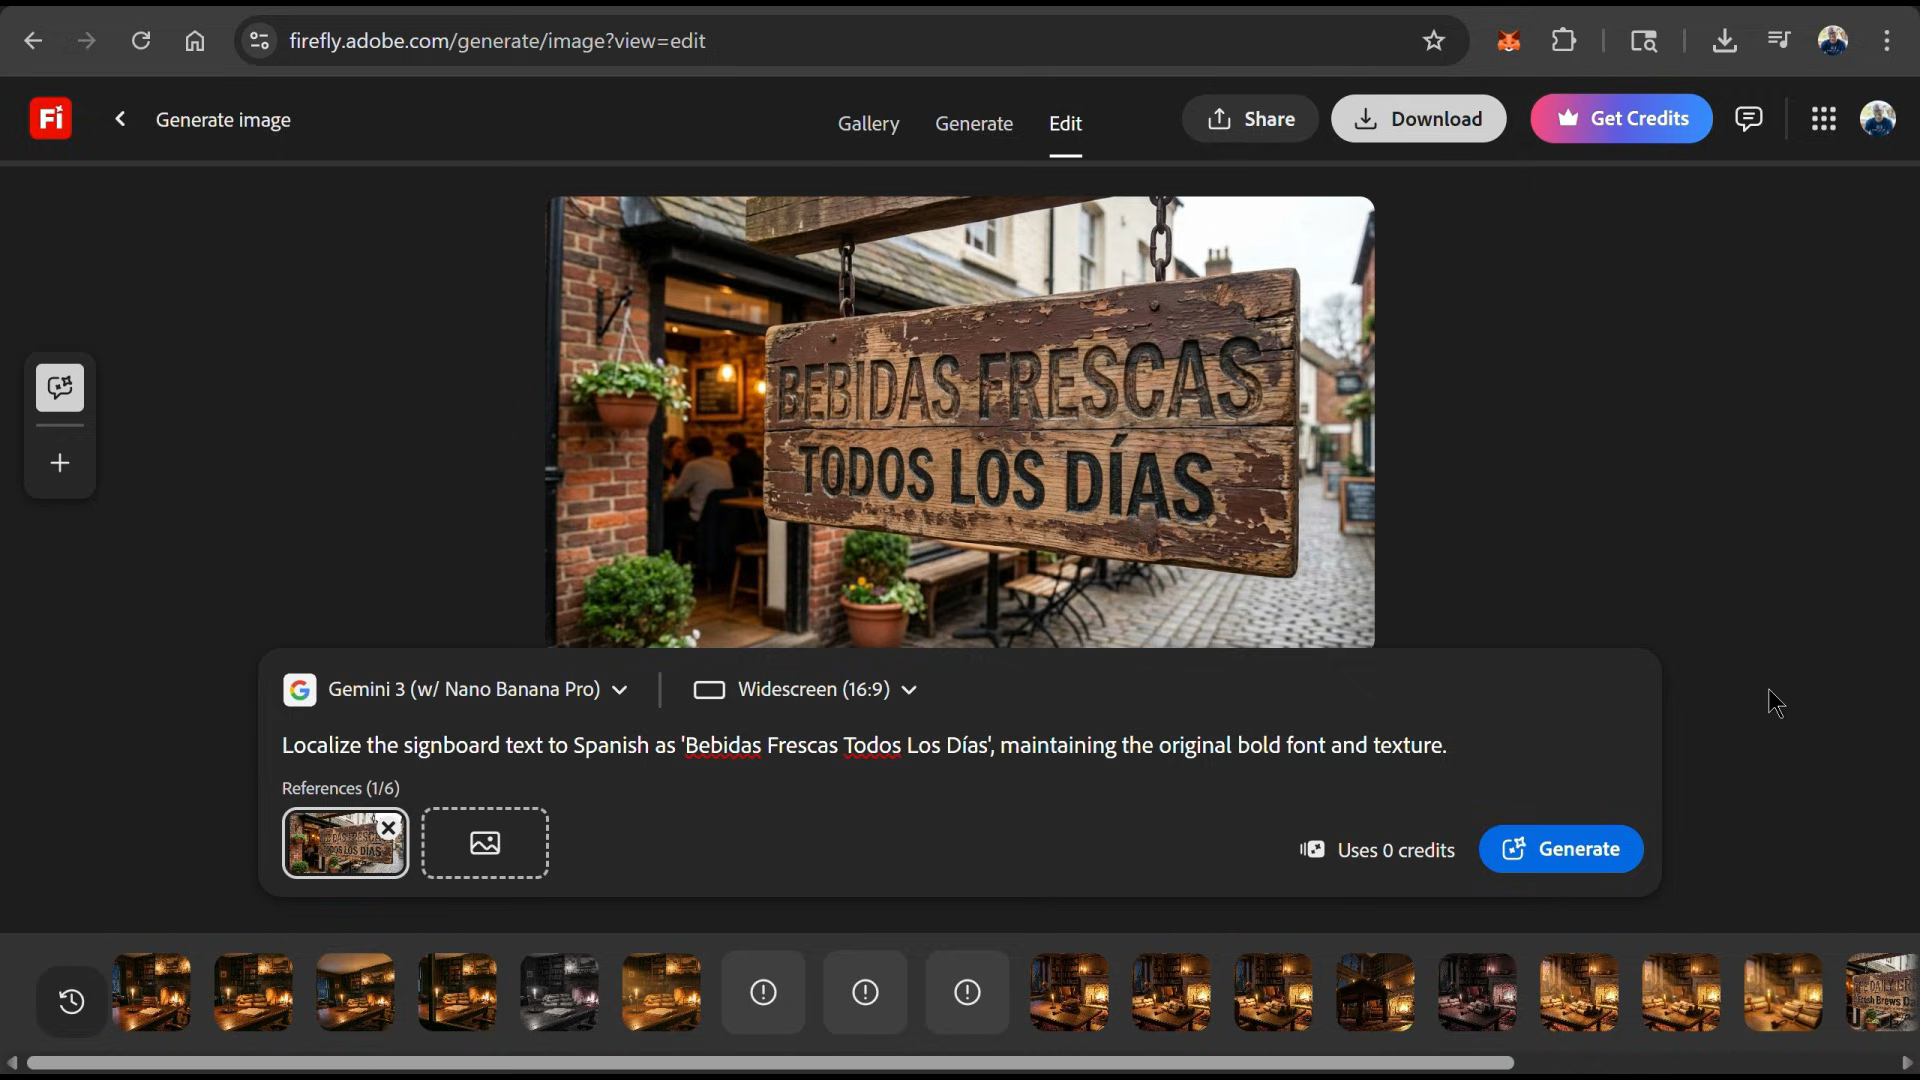 firefly.adobe.com/generate/image?view=edit
Fi
Generate image
Gallery
Generate
Edit
Share
Download
Get Credits
BEBIDAS FRESCAS
TODOS LOS DÍAS
Gemini 3 (w/ Nano Banana Pro)
Widescreen (16:9)
Localize the signboard text to Spanish as 'Bebidas Frescas Todos Los Días', maintaining the original bold font and texture.
References (1/6)
Uses 0 credits
Generate